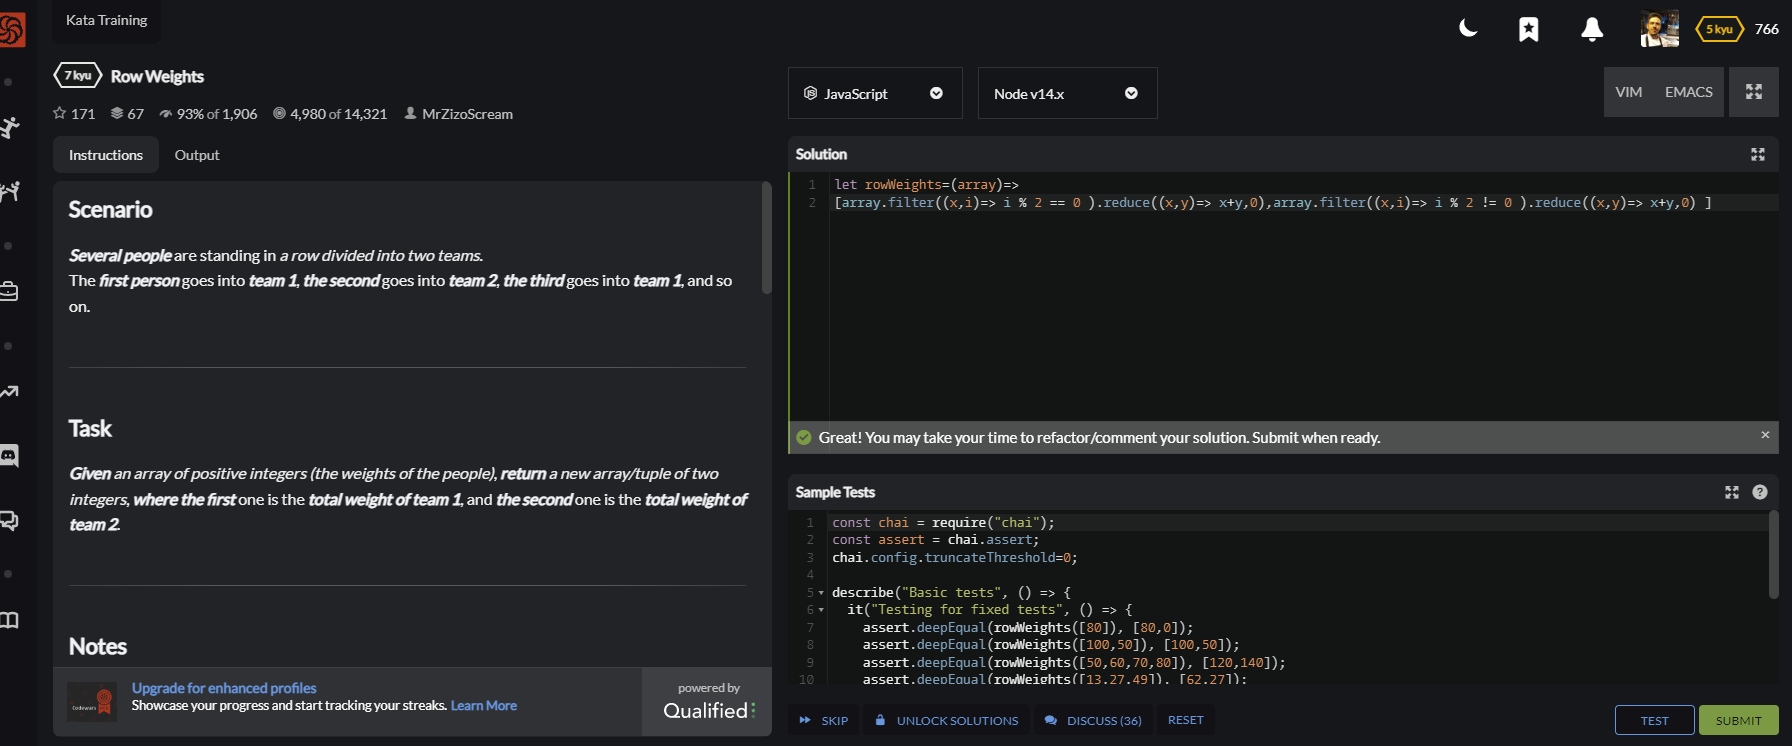 Kata Training
5 kyu 766
7 kyu Row Weights
171 67 93% of 1,906 4,980 of 14,321 MrZizoScream
Instructions Output
Scenario
Several people are standing in a row divided into two teams.
The first person goes into team 1, the second goes into team 2, the third goes into team 1, and so
on.
Task
Given an array of positive integers (the weights of the people), return a new array/tuple of two
integers, where the first one is the total weight of team 1, and the second one is the total weight of
team 2.
Notes
Codewars
Upgrade for enhanced profiles
Showcase your progress and start tracking your streaks. Learn More
powered by
Qualified
JavaScript Node v14.x VIM EMACS
Solution
1 let rowWeights=(array)=>
2 [array.filter((x,i)=> i % 2 == 0 ).reduce((x,y)=> x+y,0),array.filter((x,i)=> i % 2 != 0 ).reduce((x,y)=> x+y,0) ]
Great! You may take your time to refactor/comment your solution. Submit when ready.
Sample Tests
1 const chai = require("chai");
2 const assert = chai.assert;
3 chai.config.truncateThreshold=0;
4
5 describe("Basic tests", () => {
6 it("Testing for fixed tests", () => {
7 assert.deepEqual(rowWeights([80]), [80,0]);
8 assert.deepEqual(rowWeights([100,50]), [100,50]);
9 assert.deepEqual(rowWeights([50,60,70,80]), [120,140]);
10 assert.deepEqual(rowWeights([13,27,49]), [62,27]);
SKIP UNLOCK SOLUTIONS DISCUSS (36) RESET TEST SUBMIT